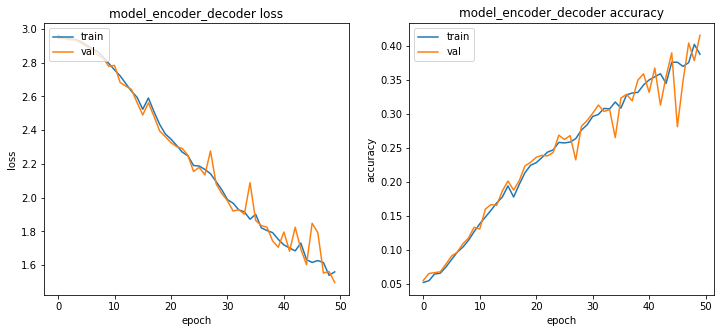 model_encoder_decoder loss
train
val
3.0
2.8
2.6
2.4
2.2
2.0
1.8
1.6
loss
0
10
20
30
40
50
epoch
model_encoder_decoder accuracy
train
val
0.40
0.35
0.30
0.25
0.20
0.15
0.10
0.05
accuracy
0
10
20
30
40
50
epoch